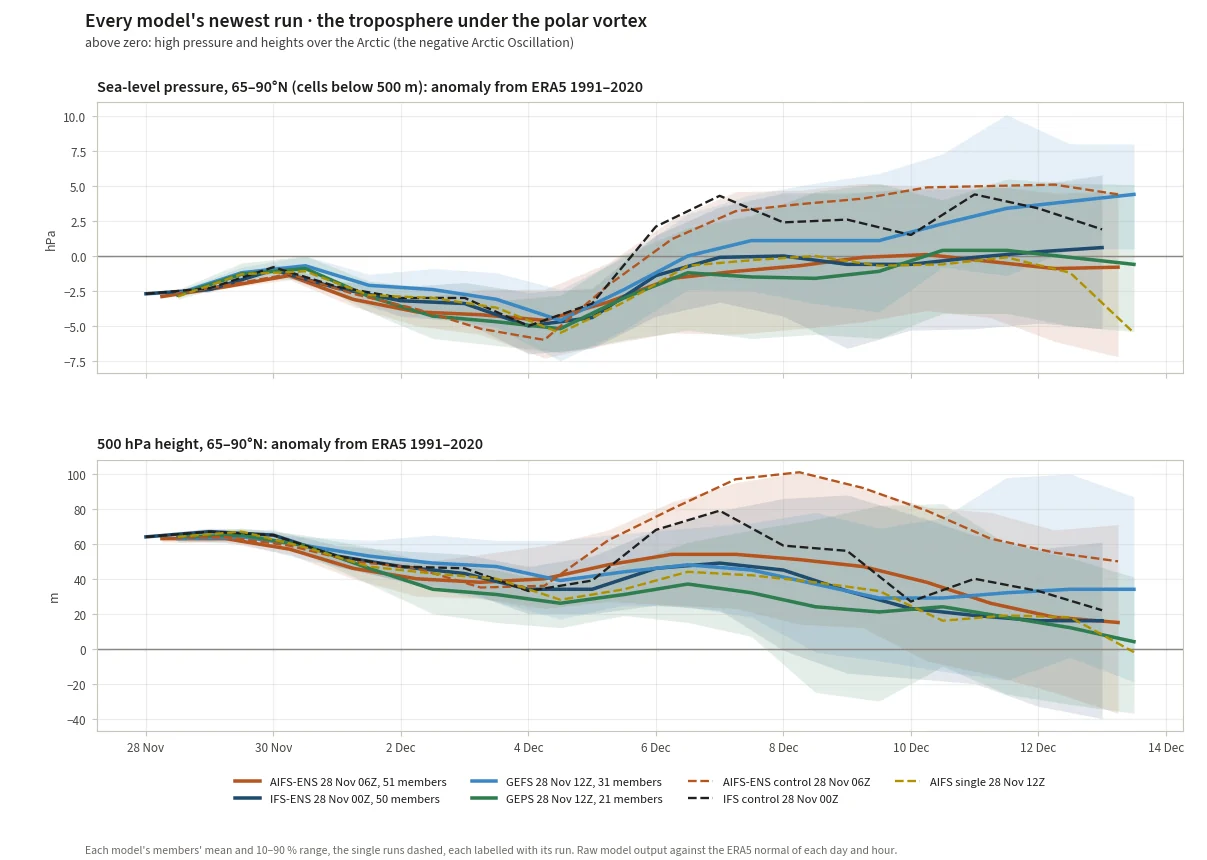 Every model's newest run · the troposphere under the polar vortex
above zero: high pressure and heights over the Arctic (the negative Arctic Oscillation)
Sea-level pressure, 65–90°N (cells below 500 m): anomaly from ERA5 1991–2020
10.0
7.5
5.0
2.5
0.0
−2.5
−5.0
−7.5
hPa
500 hPa height, 65–90°N: anomaly from ERA5 1991–2020
100
80
60
40
20
0
−20
−40
m
28 Nov 30 Nov 2 Dec 4 Dec 6 Dec 8 Dec 10 Dec 12 Dec 14 Dec
AIFS-ENS 28 Nov 06Z, 51 members GEFS 28 Nov 12Z, 31 members AIFS-ENS control 28 Nov 06Z AIFS single 28 Nov 12Z
IFS-ENS 28 Nov 00Z, 50 members GEPS 28 Nov 12Z, 21 members IFS control 28 Nov 00Z
Each model's members' mean and 10–90 % range, the single runs dashed, each labelled with its run. Raw model output against the ERA5 normal of each day and hour.